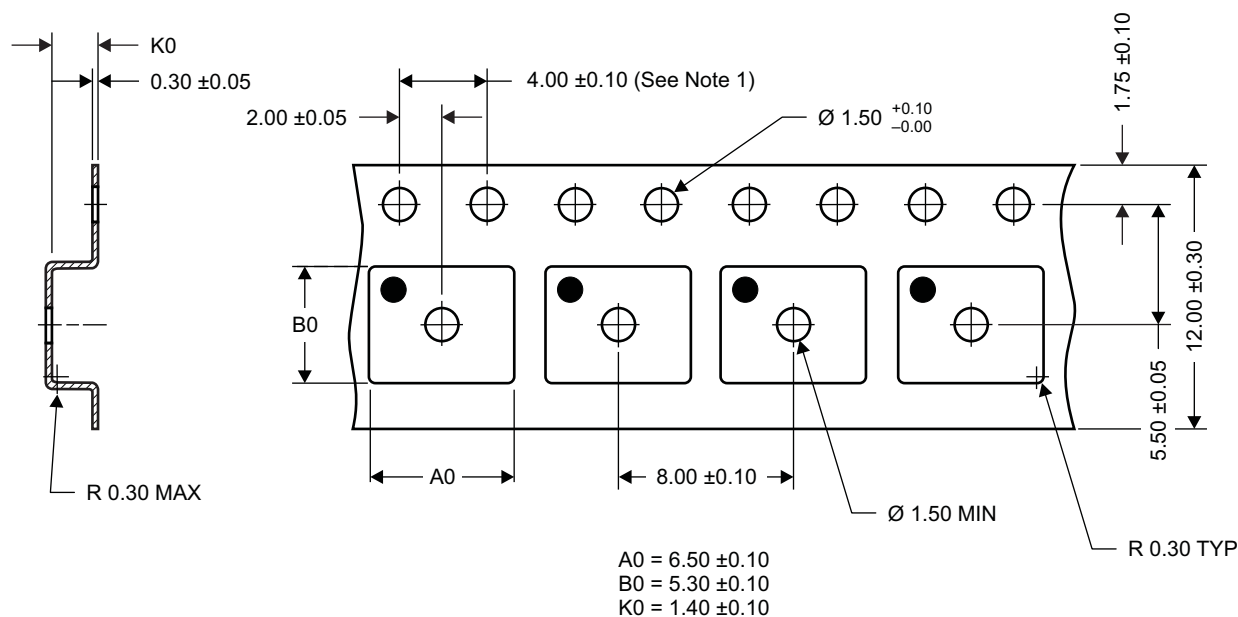 K0
0.30 ±0.05
4.00 ±0.10 (See Note 1)
2.00 ±0.05
Ø 1.50 +0.10 –0.00
1.75 ±0.10
B0
12.00 ±0.30
5.50 ±0.05
R 0.30 MAX
A0
8.00 ±0.10
Ø 1.50 MIN
R 0.30 TYP
A0 = 6.50 ±0.10
B0 = 5.30 ±0.10
K0 = 1.40 ±0.10